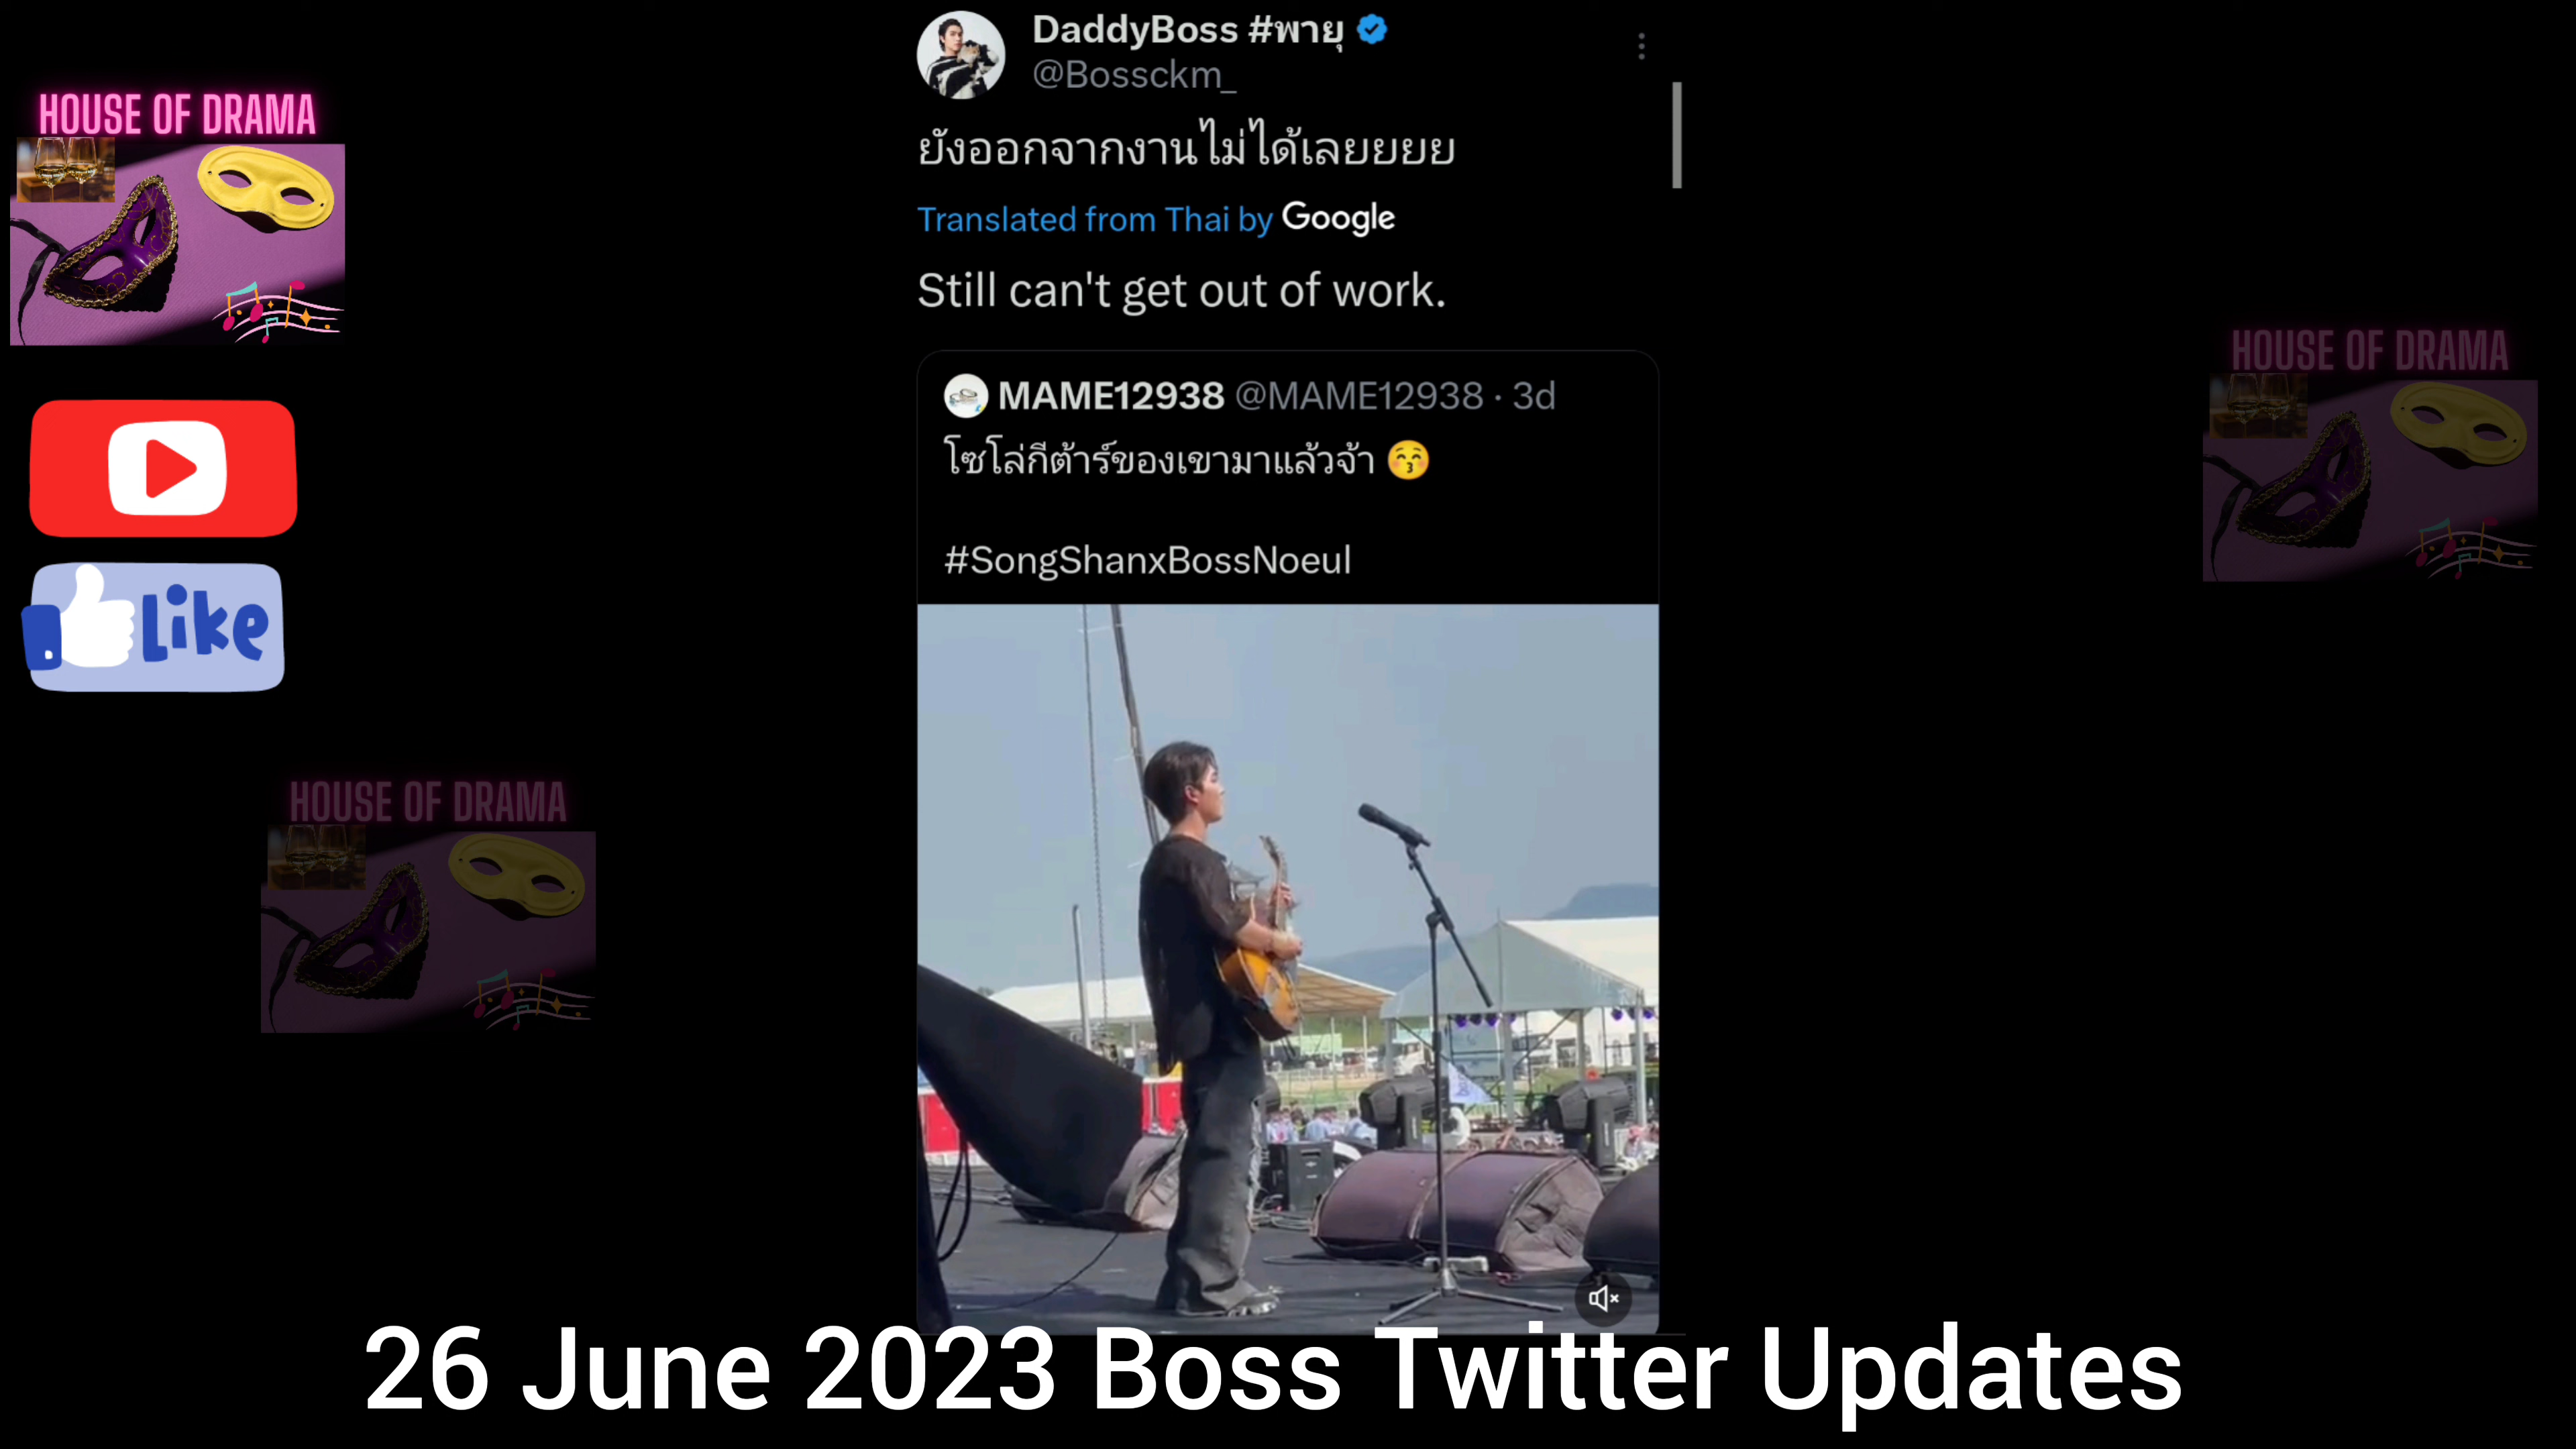 HOUSE OF DRAMA
like
DaddyBoss #พายุ
@Bossckm_
ยังออกจากงานไม่ได้เลยยยย
Translated from Thai by Google
Still can't get out of work.
MAME12938 @MAME12938 · 3d
โซโล่กีต้าร์ของเขามาแล้วจ้า 😚
#SongShanxBossNoeul
HOUSE OF DRAMA
HOUSE OF DRAMA
26 June 2023 Boss Twitter Updates